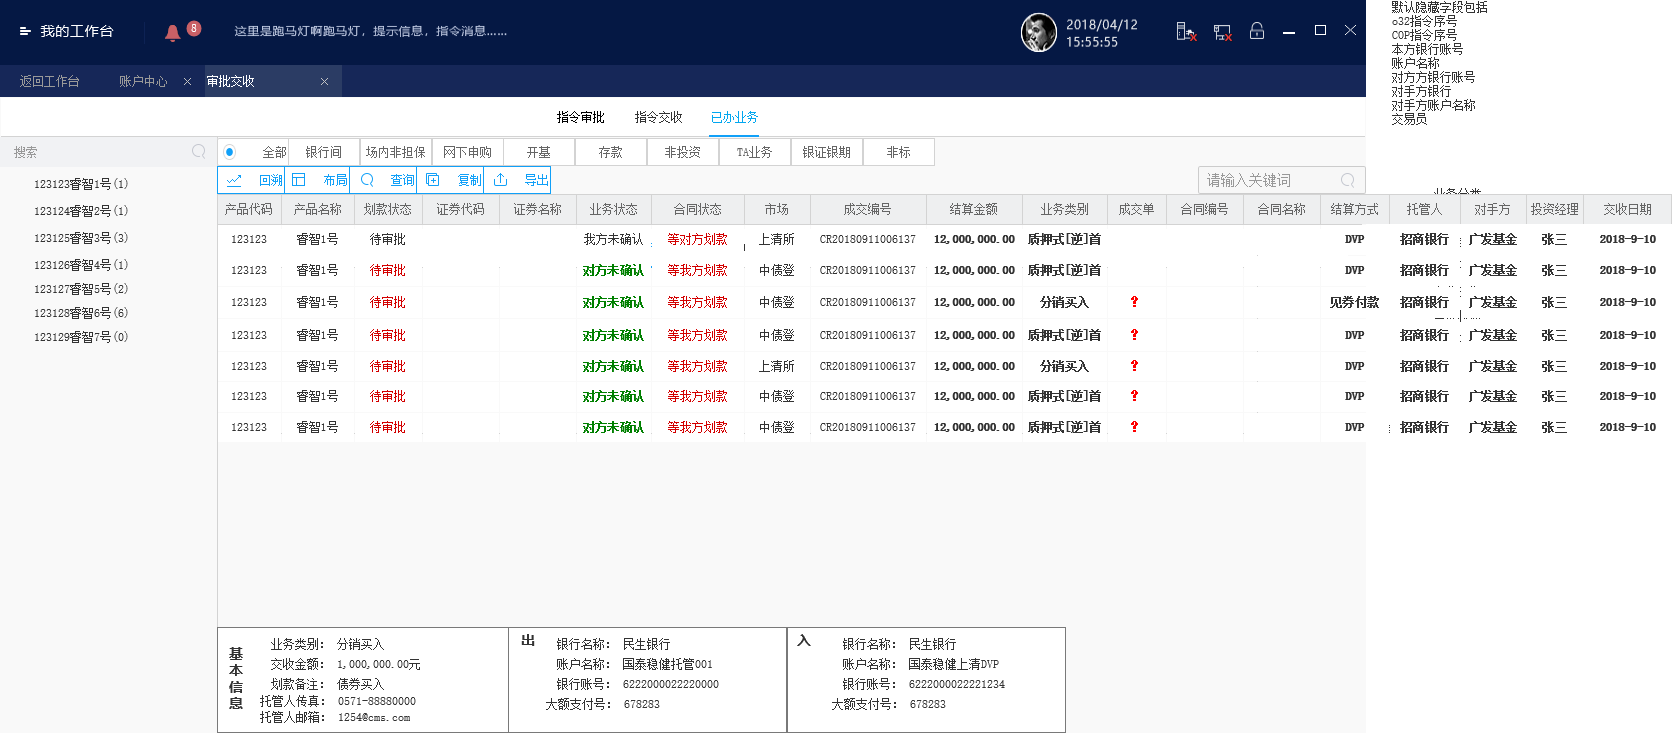 我的工作台
8
这里是跑马灯啊跑马灯，提示信息，指令消息……
2018/04/12
15:55:55
默认隐藏字段包括
o32指令序号
COP指令序号
本方银行账号
账户名称
对方方银行账号
对手方银行
对手方账户名称
交易员
返回工作台 账户中心 × 审批交收 ×
指令审批 指令交收 已办业务
搜索
全部 银行间 场内非担保 网下申购 开基 存款 非投资 TA业务 银证银期 非标
回溯 布局 查询 复制 导出
请输入关键词
业务分类
123123睿智1号(1)
123124睿智2号(1)
123125睿智3号(3)
123126睿智4号(1)
123127睿智5号(2)
123128睿智6号(6)
123129睿智7号(0)
产品代码 产品名称 划款状态 证券代码 证券名称 业务状态 合同状态 市场 成交编号 结算金额 业务类别 成交单 合同编号 合同名称 结算方式 托管人 对手方 投资经理 交收日期
123123 睿智1号 待审批 我方未确认 等对方划款 上清所 CR20180911006137 12,000,000.00 质押式[逆]首 DVP 招商银行 广发基金 张三 2018-9-10
123123 睿智1号 待审批 对方未确认 等我方划款 中债登 CR20180911006137 12,000,000.00 质押式[逆]首 DVP 招商银行 广发基金 张三 2018-9-10
123123 睿智1号 待审批 对方未确认 等我方划款 中债登 CR20180911006137 12,000,000.00 分销买入 ? 见券付款 招商银行 广发基金 张三 2018-9-10
123123 睿智1号 待审批 对方未确认 等我方划款 中债登 CR20180911006137 12,000,000.00 质押式[逆]首 ? DVP 招商银行 广发基金 张三 2018-9-10
123123 睿智1号 待审批 对方未确认 等我方划款 上清所 CR20180911006137 12,000,000.00 分销买入 ? DVP 招商银行 广发基金 张三 2018-9-10
123123 睿智1号 待审批 对方未确认 等我方划款 中债登 CR20180911006137 12,000,000.00 质押式[逆]首 ? DVP 招商银行 广发基金 张三 2018-9-10
123123 睿智1号 待审批 对方未确认 等我方划款 中债登 CR20180911006137 12,000,000.00 质押式[逆]首 ? DVP 招商银行 广发基金 张三 2018-9-10
基本信息
业务类别： 分销买入
交收金额： 1,000,000.00元
划款备注： 债券买入
托管人传真： 0571-88880000
托管人邮箱： 1254@cms.com
出
银行名称： 民生银行
账户名称： 国泰稳健托管001
银行账号： 6222000022220000
大额支付号： 678283
入
银行名称： 民生银行
账户名称： 国泰稳健上清DVP
银行账号： 6222000022221234
大额支付号： 678283